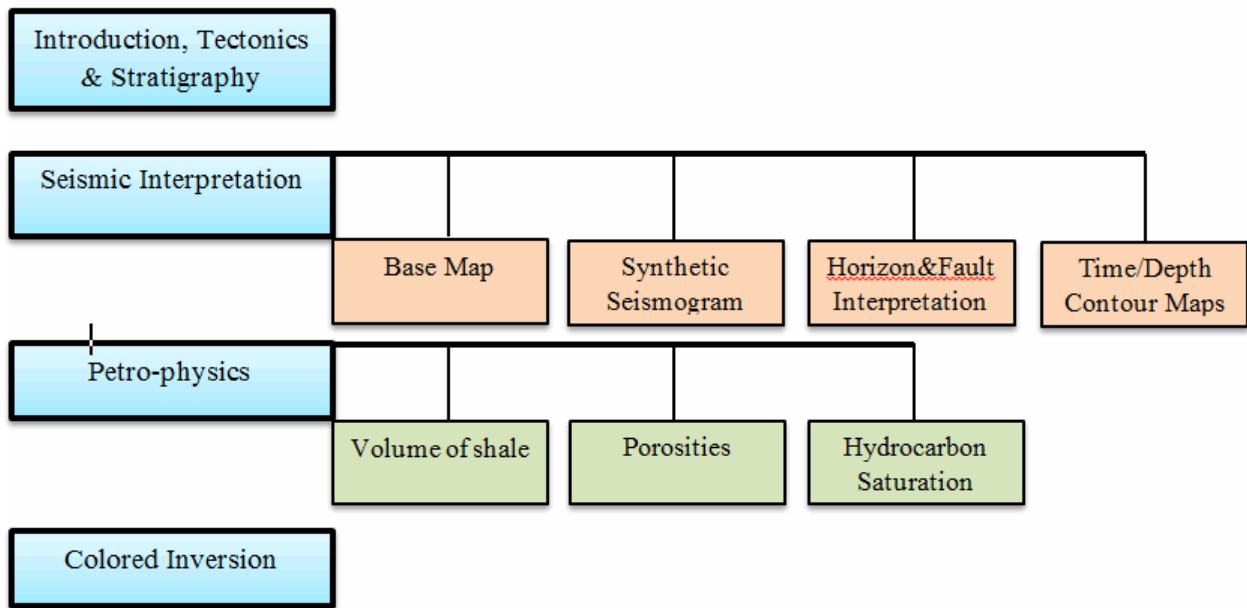 Introduction, Tectonics
& Stratigraphy
Seismic Interpretation
Base Map
Synthetic
Seismogram
Horizon&Fault
Interpretation
Time/Depth
Contour Maps
Petro-physics
Volume of shale
Porosities
Hydrocarbon
Saturation
Colored Inversion